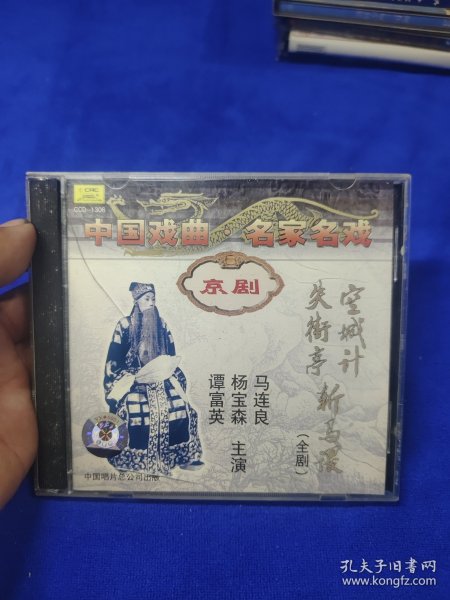 CRC
CCD-1308
中国戏曲 名家名戏
京剧
空城计
失街亭 斩马谡
(全剧)
马连良
杨宝森 主演
谭富英
中国唱片总公司出版
孔夫子旧书网
www.kongfz.com